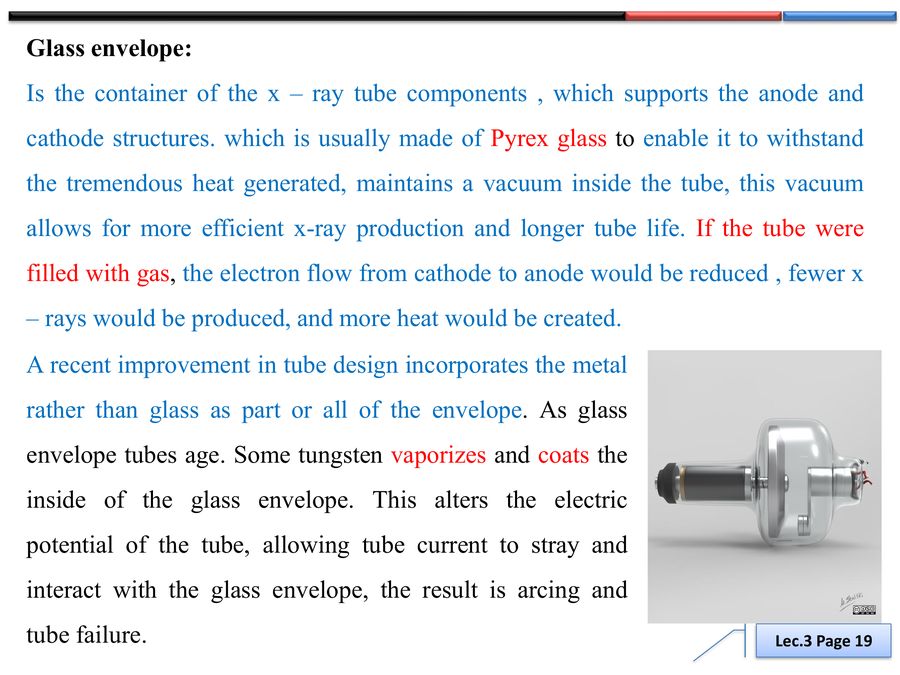 Glass envelope:
Is the container of the x – ray tube components , which supports the anode and
cathode structures. which is usually made of Pyrex glass to enable it to withstand
the tremendous heat generated, maintains a vacuum inside the tube, this vacuum
allows for more efficient x-ray production and longer tube life. If the tube were
filled with gas, the electron flow from cathode to anode would be reduced , fewer x
– rays would be produced, and more heat would be created.
A recent improvement in tube design incorporates the metal
rather than glass as part or all of the envelope. As glass
envelope tubes age. Some tungsten vaporizes and coats the
inside of the glass envelope. This alters the electric
potential of the tube, allowing tube current to stray and
interact with the glass envelope, the result is arcing and
tube failure.
Lec.3 Page 19